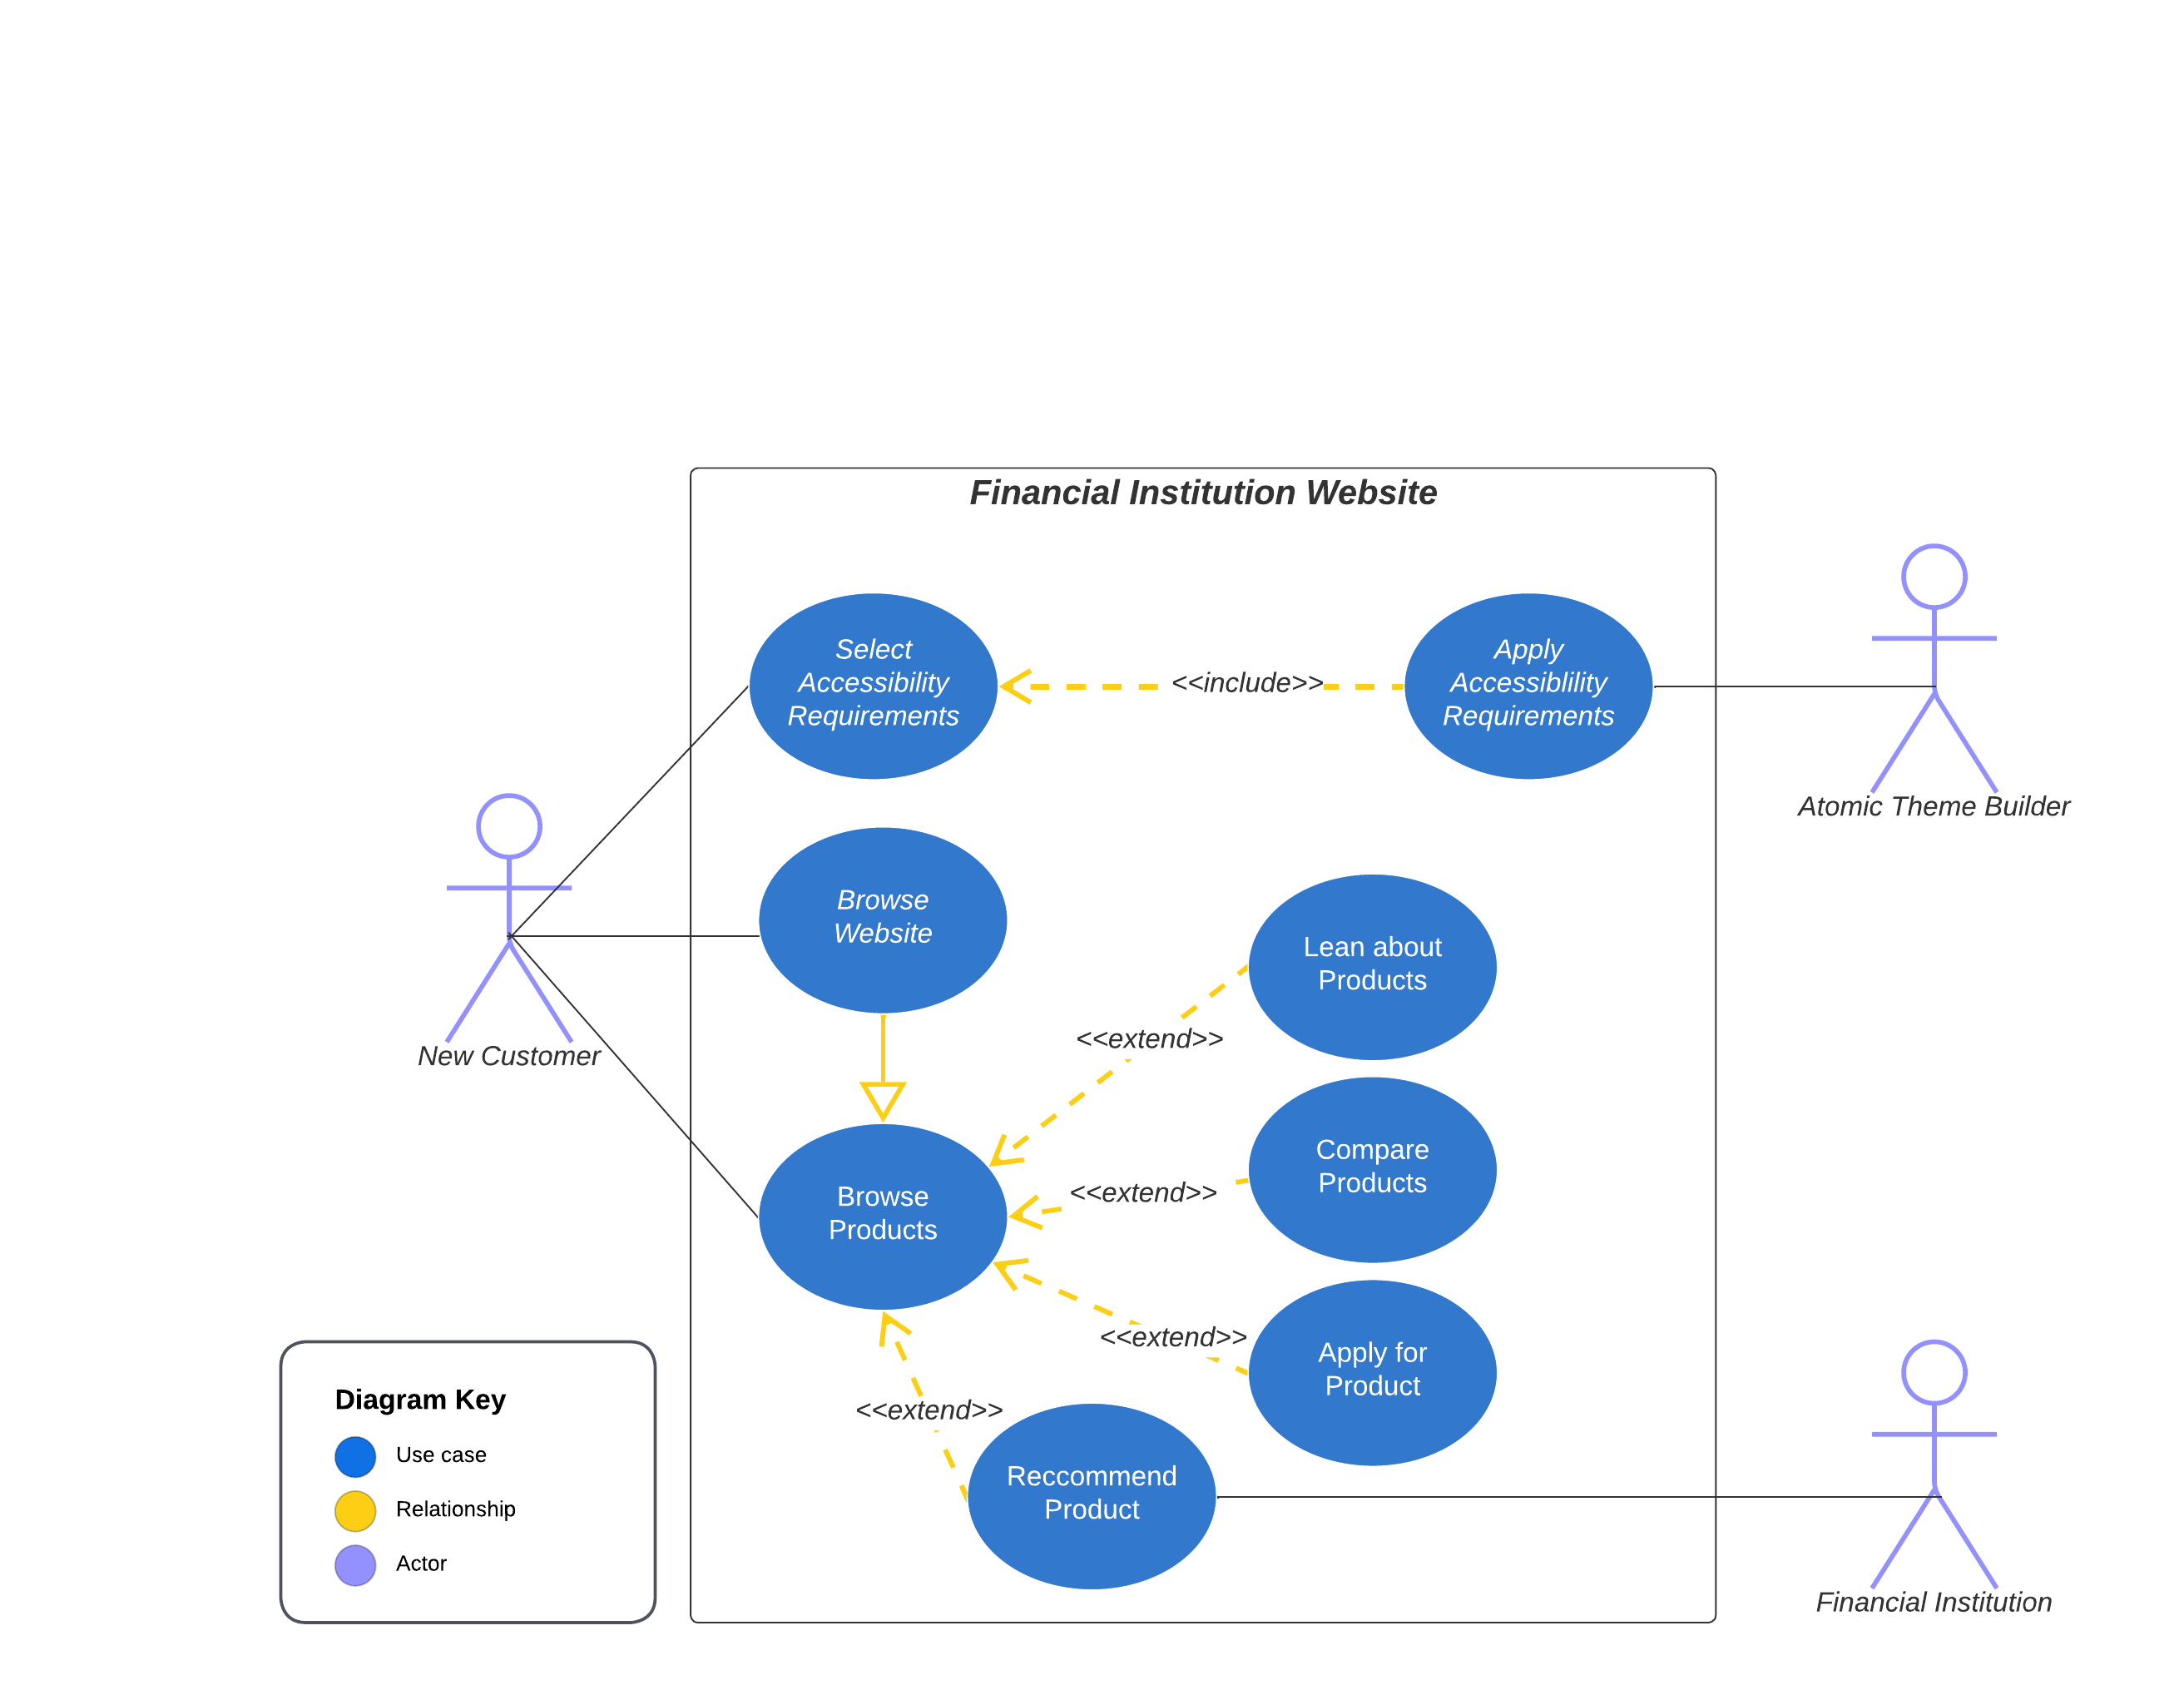 Financial Institution Website
Select
Accessibility
Requirements
<<include>>
Apply
Accessiblility
Requirements
Atomic Theme Builder
Browse
Website
New Customer
Lean about
Products
<<extend>>
Compare
Products
<<extend>>
Browse
Products
Apply for
Product
<<extend>>
<<extend>>
Reccommend
Product
Financial Institution
Diagram Key
Use case
Relationship
Actor